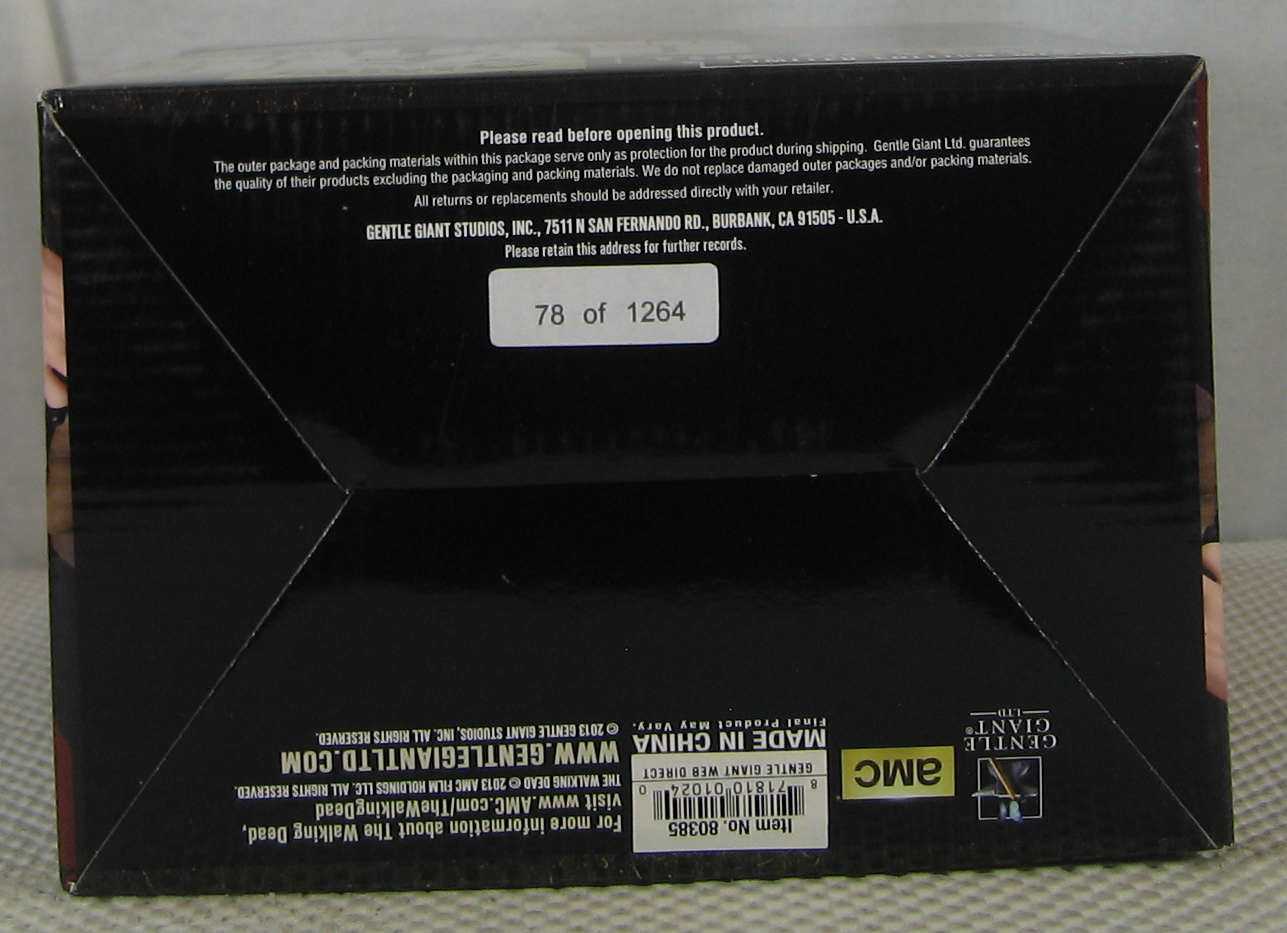 Please read before opening this product.
The outer package and packing materials within this package serve only as protection for the product during shipping. Gentle Giant Ltd. guarantees
the quality of their products excluding the packaging and packing materials. We do not replace damaged outer packages and/or packing materials.
All returns or replacements should be addressed directly with your retailer.
GENTLE GIANT STUDIOS, INC., 7511 N SAN FERNANDO RD., BURBANK, CA 91505 - U.S.A.
Please retain this address for further records.
78 of 1264
GENTLE
GIANT®
LTD
amc
Item No. 80385
8 71810 01024 0
GENTLE GIANT WEB DIRECT
MADE IN CHINA
Final Product May Vary.
For more information about The Walking Dead,
visit www.AMC.com/TheWalkingDead
THE WALKING DEAD © 2013 AMC FILM HOLDINGS LLC. ALL RIGHTS RESERVED.
WWW.GENTLEGIANTLTD.COM
© 2013 GENTLE GIANT STUDIOS, INC. ALL RIGHTS RESERVED.